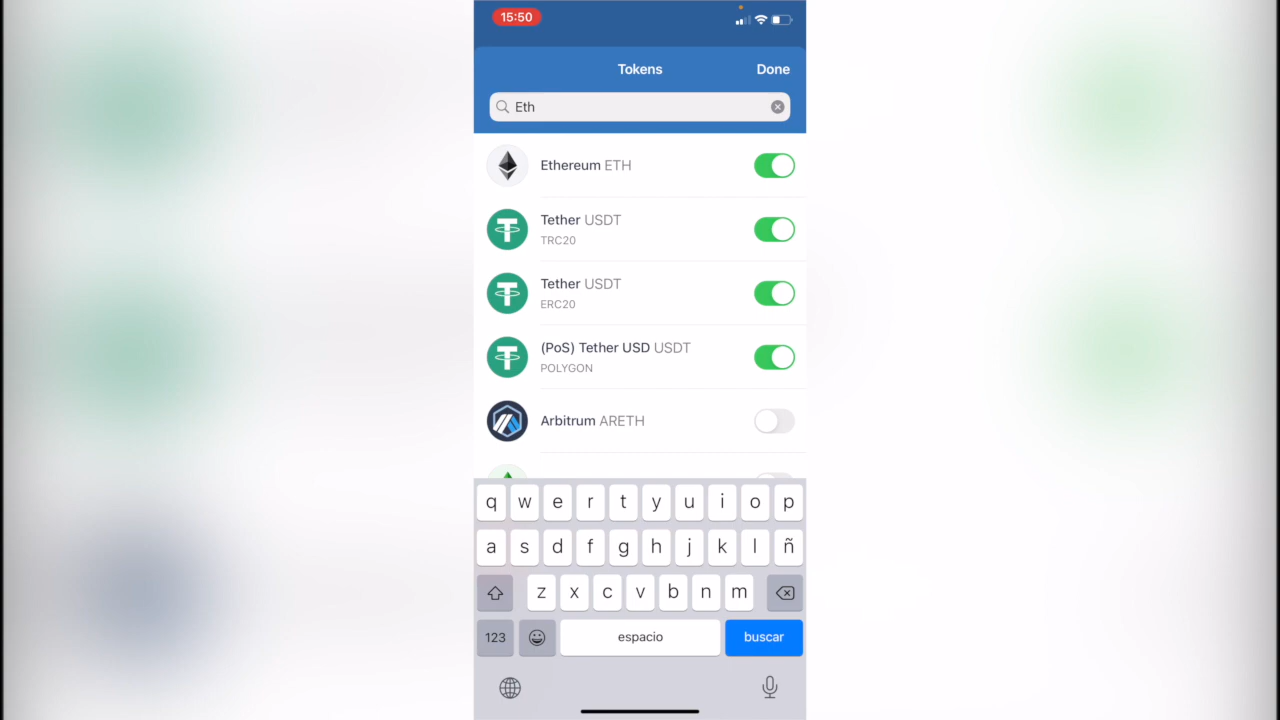 15:50
Tokens
Done
Eth
Ethereum ETH
Tether USDT
TRC20
Tether USDT
ERC20
(PoS) Tether USD USDT
POLYGON
Arbitrum ARETH
q w e r t y u i o p
a s d f g h j k l ñ
z x c v b n m
123
espacio
buscar